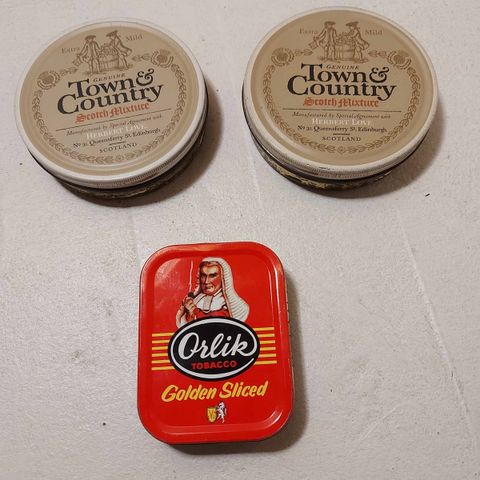 Extra Mild
GENUINE
Town &
Country
Scotch Mixture
Manufactured by Special Agreement with
HERBERT LOVE
Nº 31, Queensferry St. Edinburgh.
SCOTLAND
Extra Mild
GENUINE
Town &
Country
Scotch Mixture
Manufactured by Special Agreement with
HERBERT LOVE
Nº 31, Queensferry St. Edinburgh.
SCOTLAND
Orlik
TOBACCO
Golden Sliced